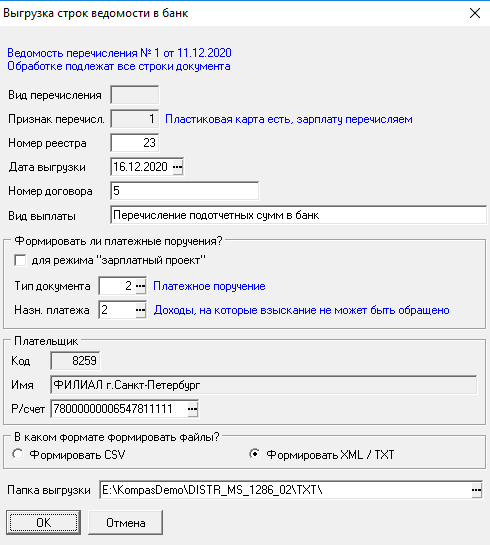 Выгрузка строк ведомости в банк
Ведомость перечисления № 1 от 11.12.2020
Обработке подлежат все строки документа
Вид перечисления
Признак перечисл. 1 Пластиковая карта есть, зарплату перечисляем
Номер реестра 23
Дата выгрузки 16.12.2020 ...
Номер договора 5
Вид выплаты Перечисление подотчетных сумм в банк
Формировать ли платежные поручения?
для режима "зарплатный проект"
Тип документа 2 ... Платежное поручение
Назн. платежа 2 ... Доходы, на которые взыскание не может быть обращено
Плательщик
Код 8259
Имя ФИЛИАЛ г.Санкт-Петербург
Р/счет 78000000006547811111 ...
В каком формате формировать файлы?
Формировать CSV Формировать XML / TXT
Папка выгрузки E:\KompasDemo\DISTR_MS_1286_02\TXT\ ...
OK Отмена